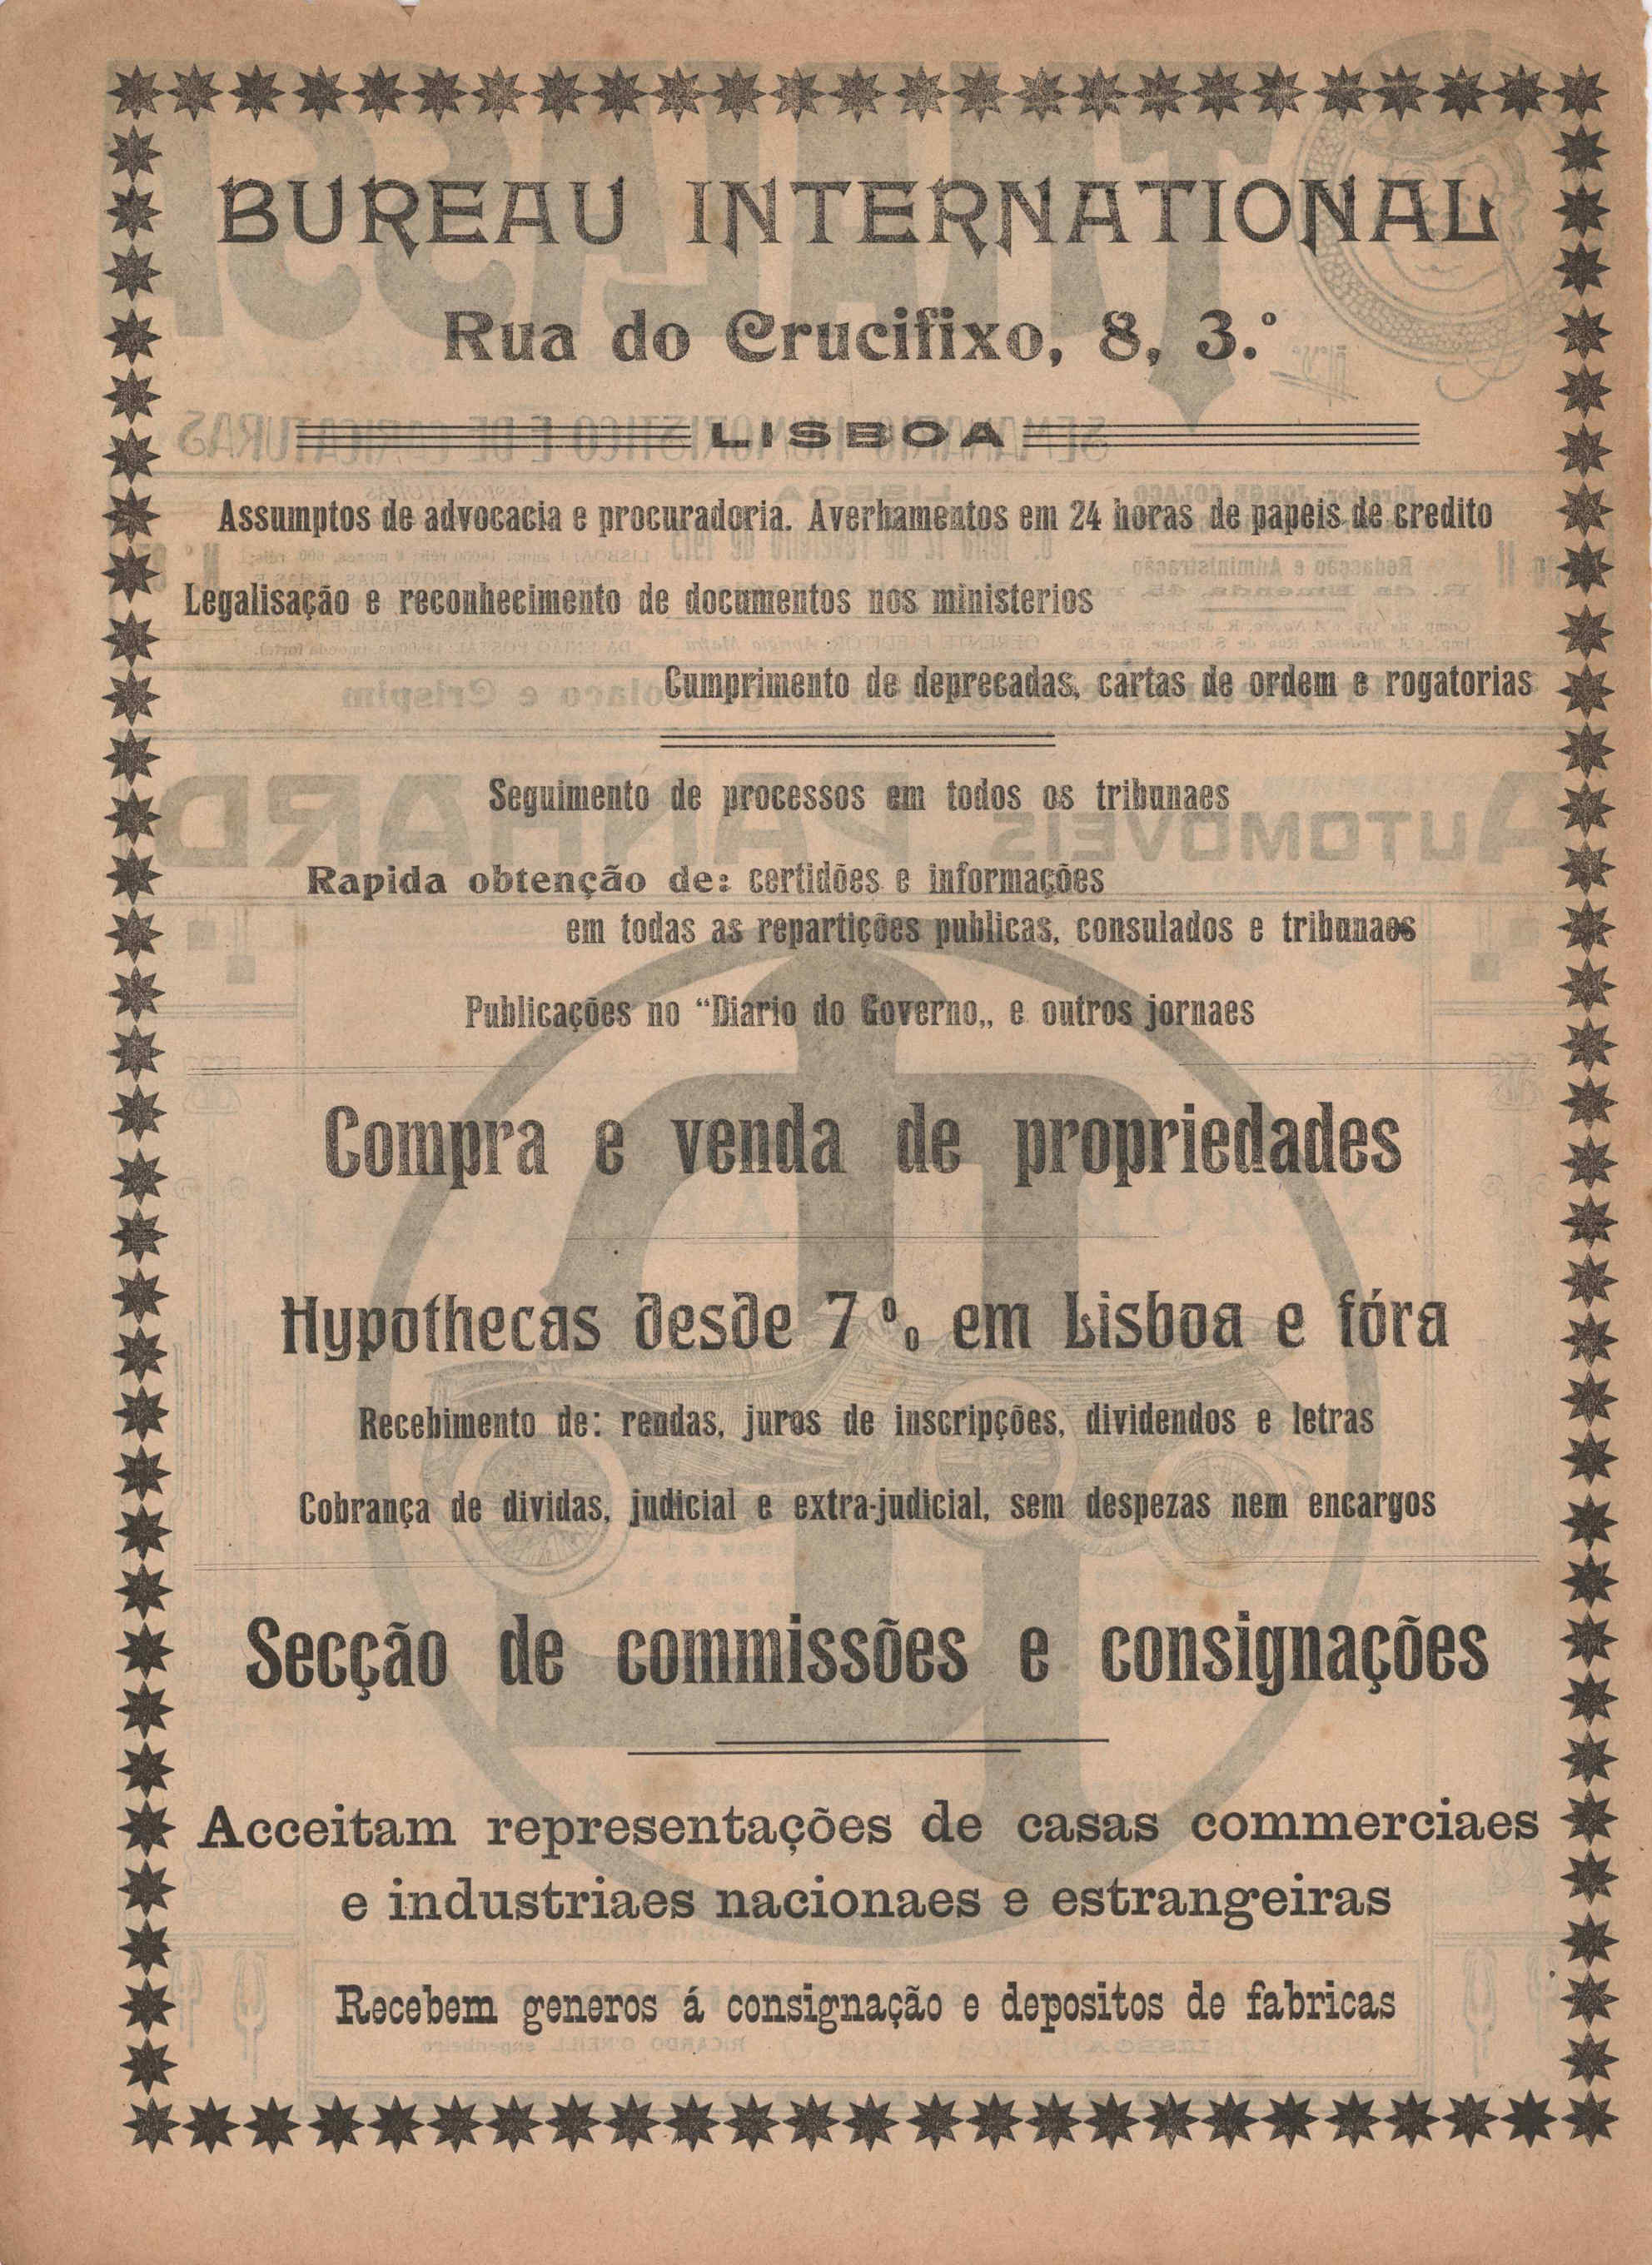 BUREAU INTERNATIONAL
Rua do Crucifixo, 8, 3.º
LISBOA
Assumptos de advocacia e procuradoria. Averbamentos em 24 horas de papeis de credito
Legalisação e reconhecimento de documentos nos ministerios
Cumprimento de deprecadas, cartas de ordem e rogatorias
Seguimento de processos em todos os tribunaes
Rapida obtenção de: certidões e informações
em todas as repartições publicas, consulados e tribunaes
Publicações no “Diario do Governo„ e outros jornaes
Compra e venda de propriedades
Hypothecas desde 7 % em Lisboa e fóra
Recebimento de: rendas, juros de inscripções, dividendos e letras
Cobrança de dividas, judicial e extra-judicial, sem despezas nem encargos
Secção de commissões e consignações
Acceitam representações de casas commerciaes
e industriaes nacionaes e estrangeiras
Recebem generos á consignação e depositos de fabricas